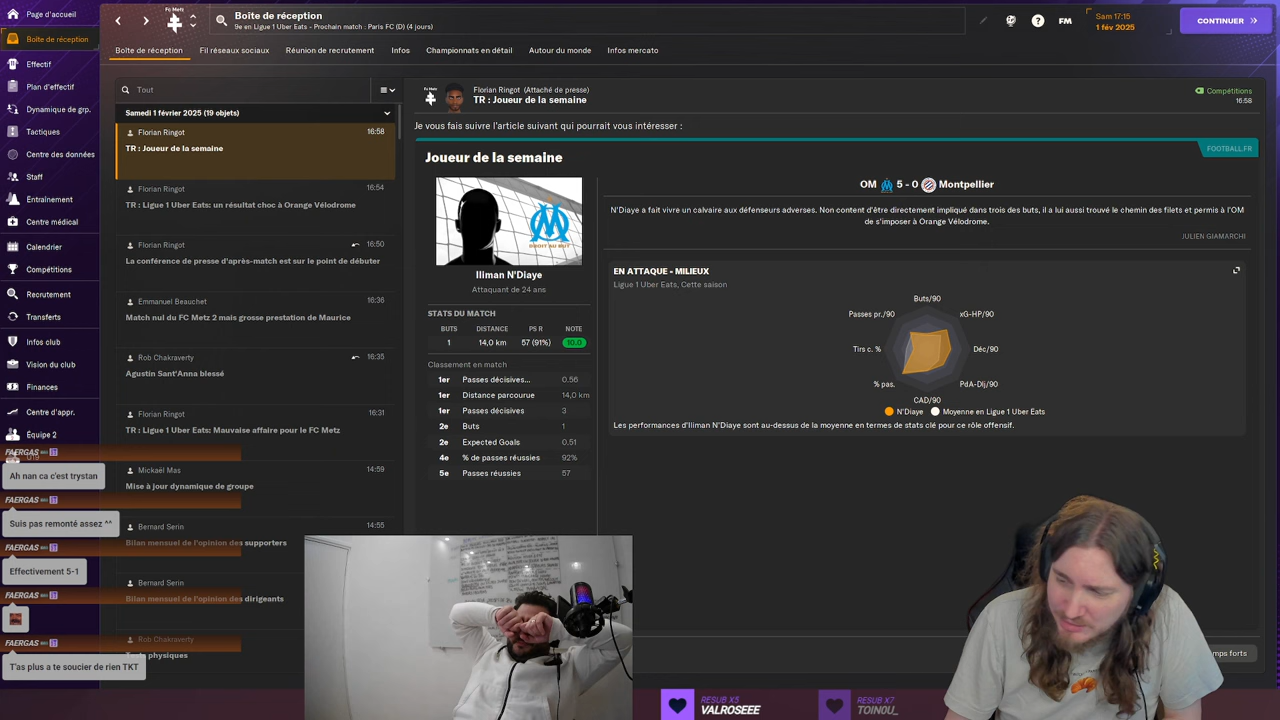 Page d'accueil
Boîte de réception
Effectif
Plan d'effectif
Dynamique de grp.
Tactiques
Centre des données
Staff
Entraînement
Centre médical
Calendrier
Compétitions
Recrutement
Transferts
Infos club
Vision du club
Finances
Centre d'appr.
Équipe 2
Fc Metz
Boîte de réception
9e en Ligue 1 Uber Eats - Prochain match : Paris FC (D) (4 jours)
FM
Sam 17:15
1 fév 2025
CONTINUER
Boîte de réception
Fil réseaux sociaux
Réunion de recrutement
Infos
Championnats en détail
Autour du monde
Infos mercato
Tout
Samedi 1 février 2025 (19 objets)
Florian Ringot 16:58
TR : Joueur de la semaine
Florian Ringot 16:54
TR : Ligue 1 Uber Eats: un résultat choc à Orange Vélodrome
Florian Ringot 16:50
La conférence de presse d'après-match est sur le point de débuter
Emmanuel Beauchet 16:36
Match nul du FC Metz 2 mais grosse prestation de Maurice
Rob Chakraverty 16:35
Agustín Sant'Anna blessé
Florian Ringot 16:31
TR : Ligue 1 Uber Eats: Mauvaise affaire pour le FC Metz
Mickaël Mas 14:59
Mise à jour dynamique de groupe
Bernard Serin 14:55
Bilan mensuel de l'opinion des supporters
Bernard Serin
Bilan mensuel de l'opinion des dirigeants
Rob Chakraverty
physiques
Fc Metz
Florian Ringot (Attaché de presse)
TR : Joueur de la semaine
Compétitions
16:58
Je vous fais suivre l'article suivant qui pourrait vous intéresser :
FOOTBALL.FR
Joueur de la semaine
DROIT AU BUT
Iliman N'Diaye
Attaquant de 24 ans
STATS DU MATCH
BUTS DISTANCE PS R NOTE
1 14,0 km 57 (91%) 10.0
Classement en match
1er Passes décisives... 0.56
1er Distance parcourue 14,0 km
1er Passes décisives 3
2e Buts 1
2e Expected Goals 0,51
4e % de passes réussies 92%
5e Passes réussies 57
OM 5 - 0 Montpellier
N'Diaye a fait vivre un calvaire aux défenseurs adverses. Non content d'être directement impliqué dans trois des buts, il a lui aussi trouvé le chemin des filets et permis à l'OM
de s'imposer à Orange Vélodrome.
JULIEN GIAMARCHI
EN ATTAQUE - MILIEUX
Ligue 1 Uber Eats, Cette saison
Buts/90
Passes pr./90
xG-HP/90
Tirs c. %
Déc/90
% pas.
PdA-DIj/90
CAD/90
N'Diaye
Moyenne en Ligue 1 Uber Eats
Les performances d'Iliman N'Diaye sont au-dessus de la moyenne en termes de stats clé pour ce rôle offensif.
mps forts
FAERGAS
Ah nan ca c'est trystan
FAERGAS
Suis pas remonté assez ^^
FAERGAS
Effectivement 5-1
FAERGAS
FAERGAS
T'as plus a te soucier de rien TKT
RESUB X5
VALROSEEE
RESUB X7
TOIN0U_